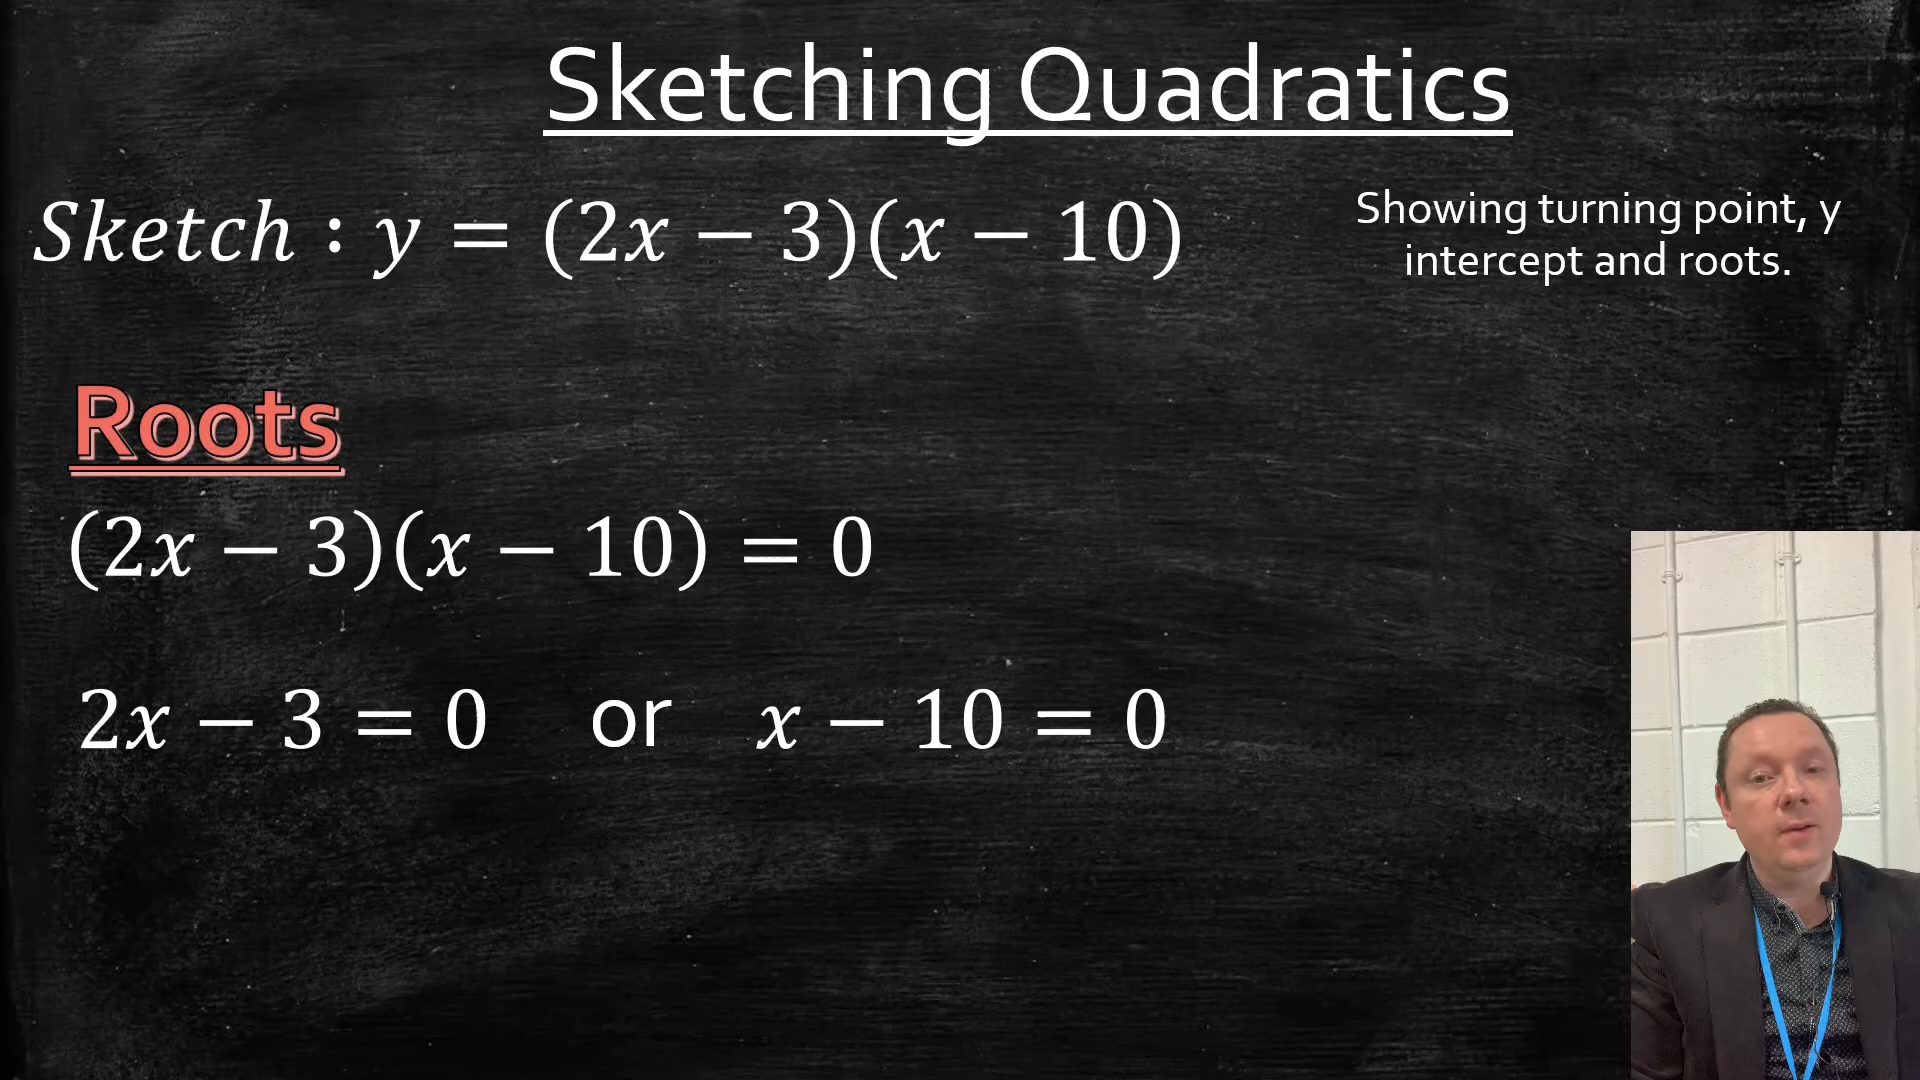 Sketching Quadratics
Sketch : y = (2x − 3)(x − 10)
Showing turning point, y
intercept and roots.
Roots
(2x − 3)(x − 10) = 0
2x − 3 = 0 or x − 10 = 0